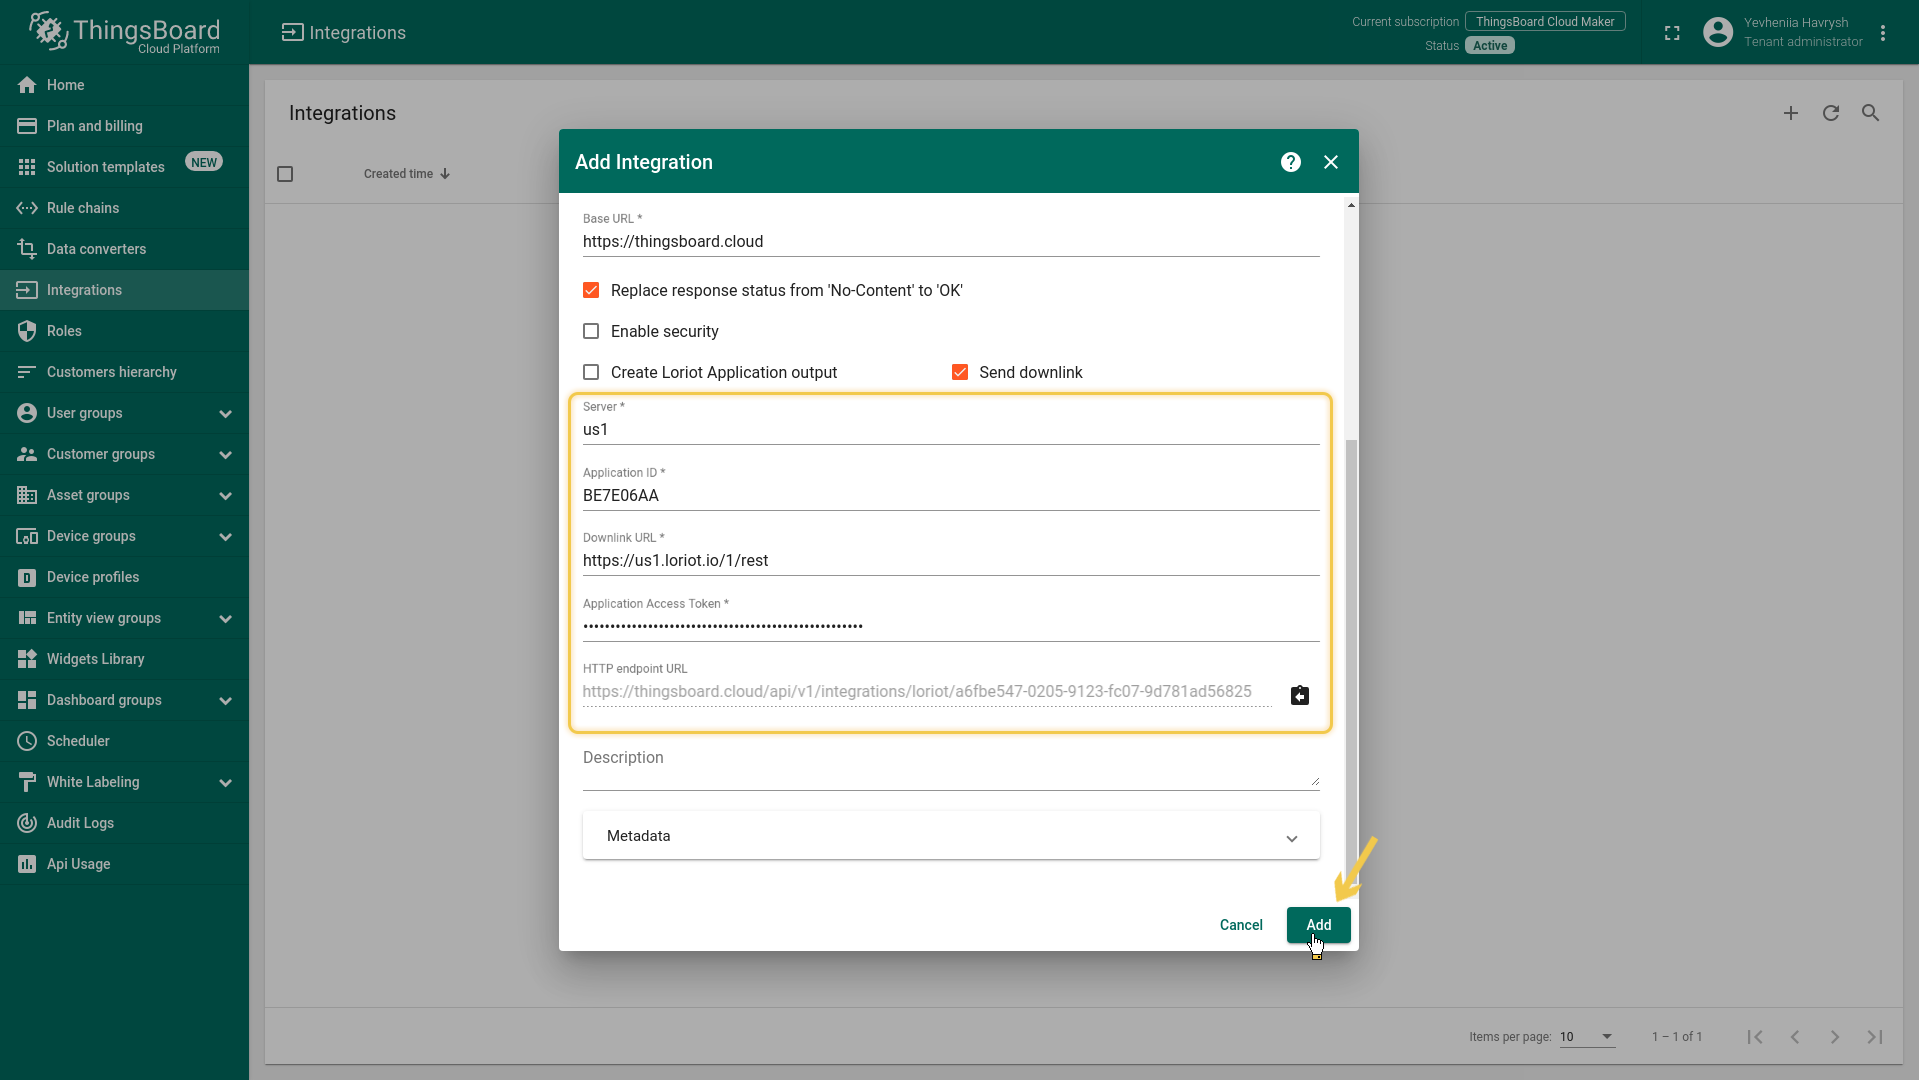 ThingsBoard
Cloud Platform
Integrations
Current subscription ThingsBoard Cloud Maker
Status Active
Yevheniia Havrysh
Tenant administrator
Home
Plan and billing
Solution templates NEW
Rule chains
Data converters
Integrations
Roles
Customers hierarchy
User groups
Customer groups
Asset groups
Device groups
Device profiles
Entity view groups
Widgets Library
Dashboard groups
Scheduler
White Labeling
Audit Logs
Api Usage
Integrations
Created time
Add Integration
Base URL *
https://thingsboard.cloud
Replace response status from 'No-Content' to 'OK'
Enable security
Create Loriot Application output Send downlink
Server *
us1
Application ID *
BE7E06AA
Downlink URL *
https://us1.loriot.io/1/rest
Application Access Token *
••••••••••••••••••••••••••••••••••••••••••••••••••••
HTTP endpoint URL
https://thingsboard.cloud/api/v1/integrations/loriot/a6fbe547-0205-9123-fc07-9d781ad56825
Description
Metadata
Cancel Add
Items per page: 10 1 – 1 of 1